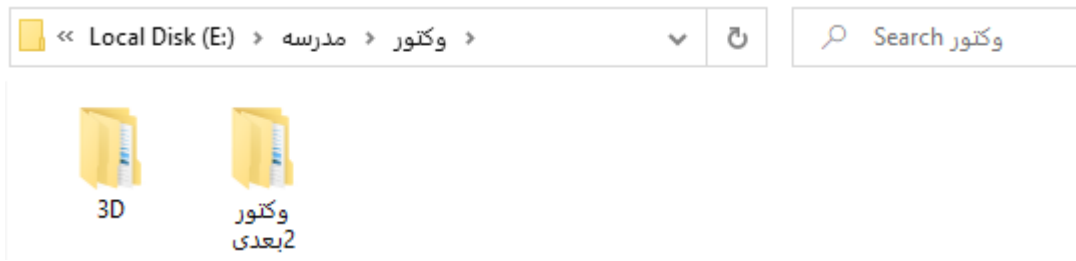 « Local Disk (E:) › مدرسه › وکتور ›
Search وکتور
3D
وکتور
2بعدی